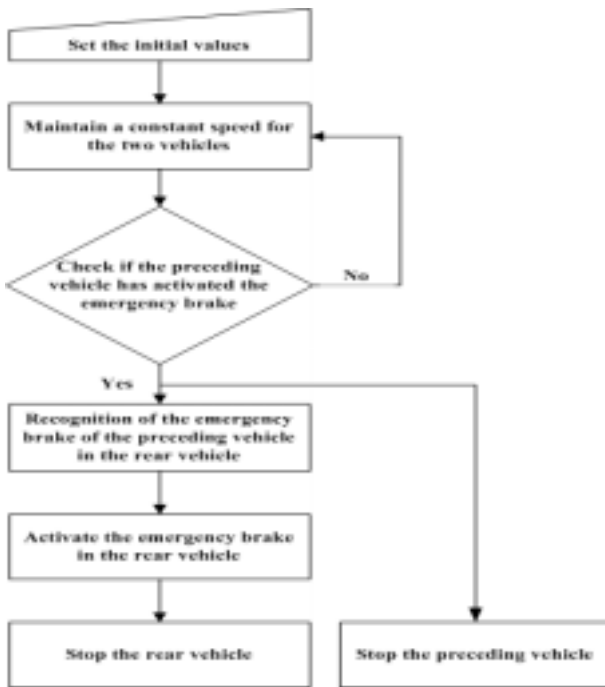 Set the initial values
Maintain a constant speed for
the two vehicles
Check if the preceding
vehicle has activated the
emergency brake
No
Yes
Recognition of the emergency
brake of the preceding vehicle
in the rear vehicle
Activate the emergency brake
in the rear vehicle
Stop the rear vehicle
Stop the preceding vehicle